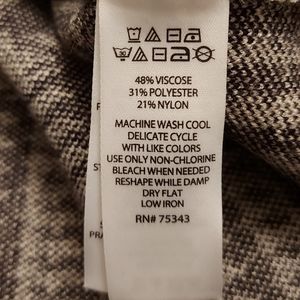 48% VISCOSE
31% POLYESTER
21% NYLON
MACHINE WASH COOL
DELICATE CYCLE
WITH LIKE COLORS
USE ONLY NON-CHLORINE
BLEACH WHEN NEEDED
RESHAPE WHILE DAMP
DRY FLAT
LOW IRON
RN# 75343